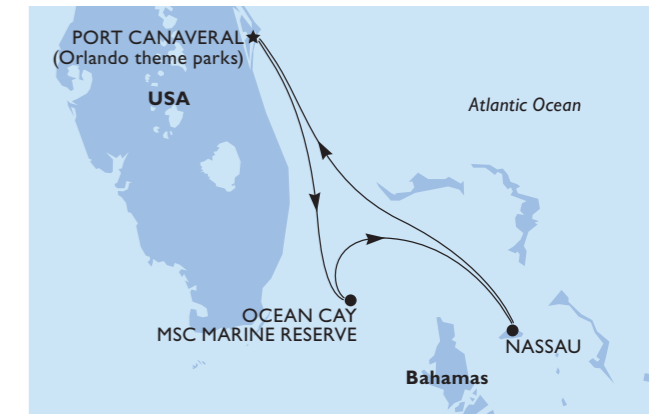 PORT CANAVERAL
(Orlando theme parks)
USA
Atlantic Ocean
OCEAN CAY
MSC MARINE RESERVE
NASSAU
Bahamas